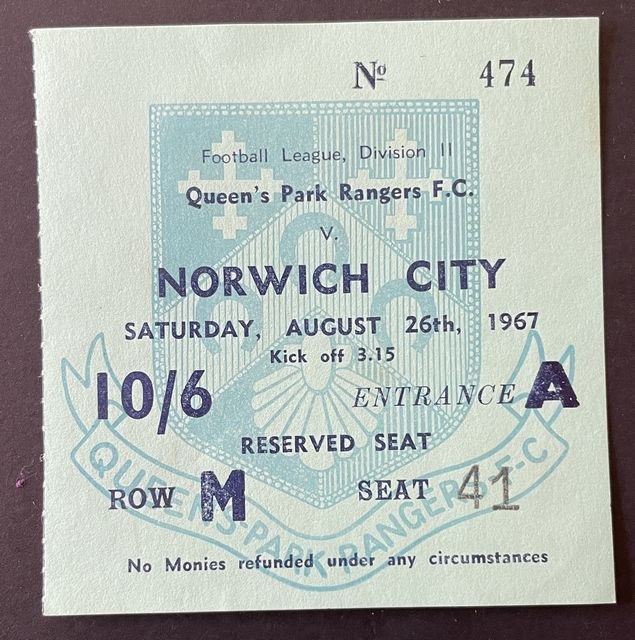 Nº 474
Football League, Division II
Queen's Park Rangers F.C.
V.
NORWICH CITY
SATURDAY, AUGUST 26th, 1967
Kick off 3.15
10/6 ENTRANCE A
RESERVED SEAT
ROW M SEAT 41
QUEEN'S·PARK·RANGERS·F·C
No Monies refunded under any circumstances